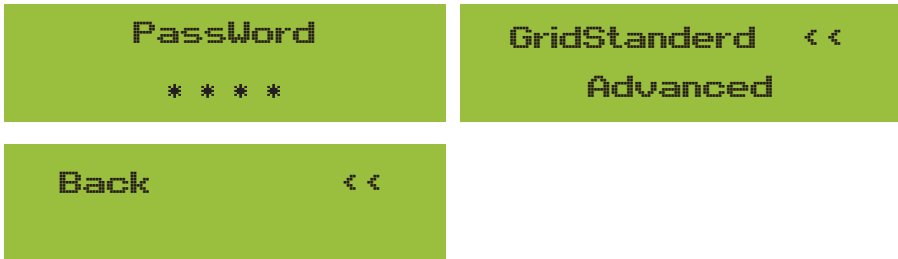 PassWord
* * * *
GridStanderd <<
Advanced
Back <<